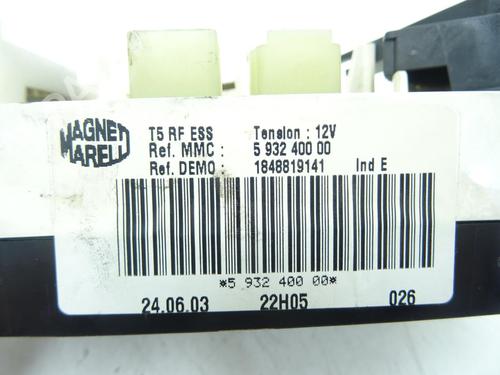 MAGNETI
MARELLI
T5 RF ESS Tension : 12V
Ref. MMC : 5 932 400 00
Ref. DEMO : 1848819141 Ind E
*5 932 400 00*
24.06.03 22H05 026